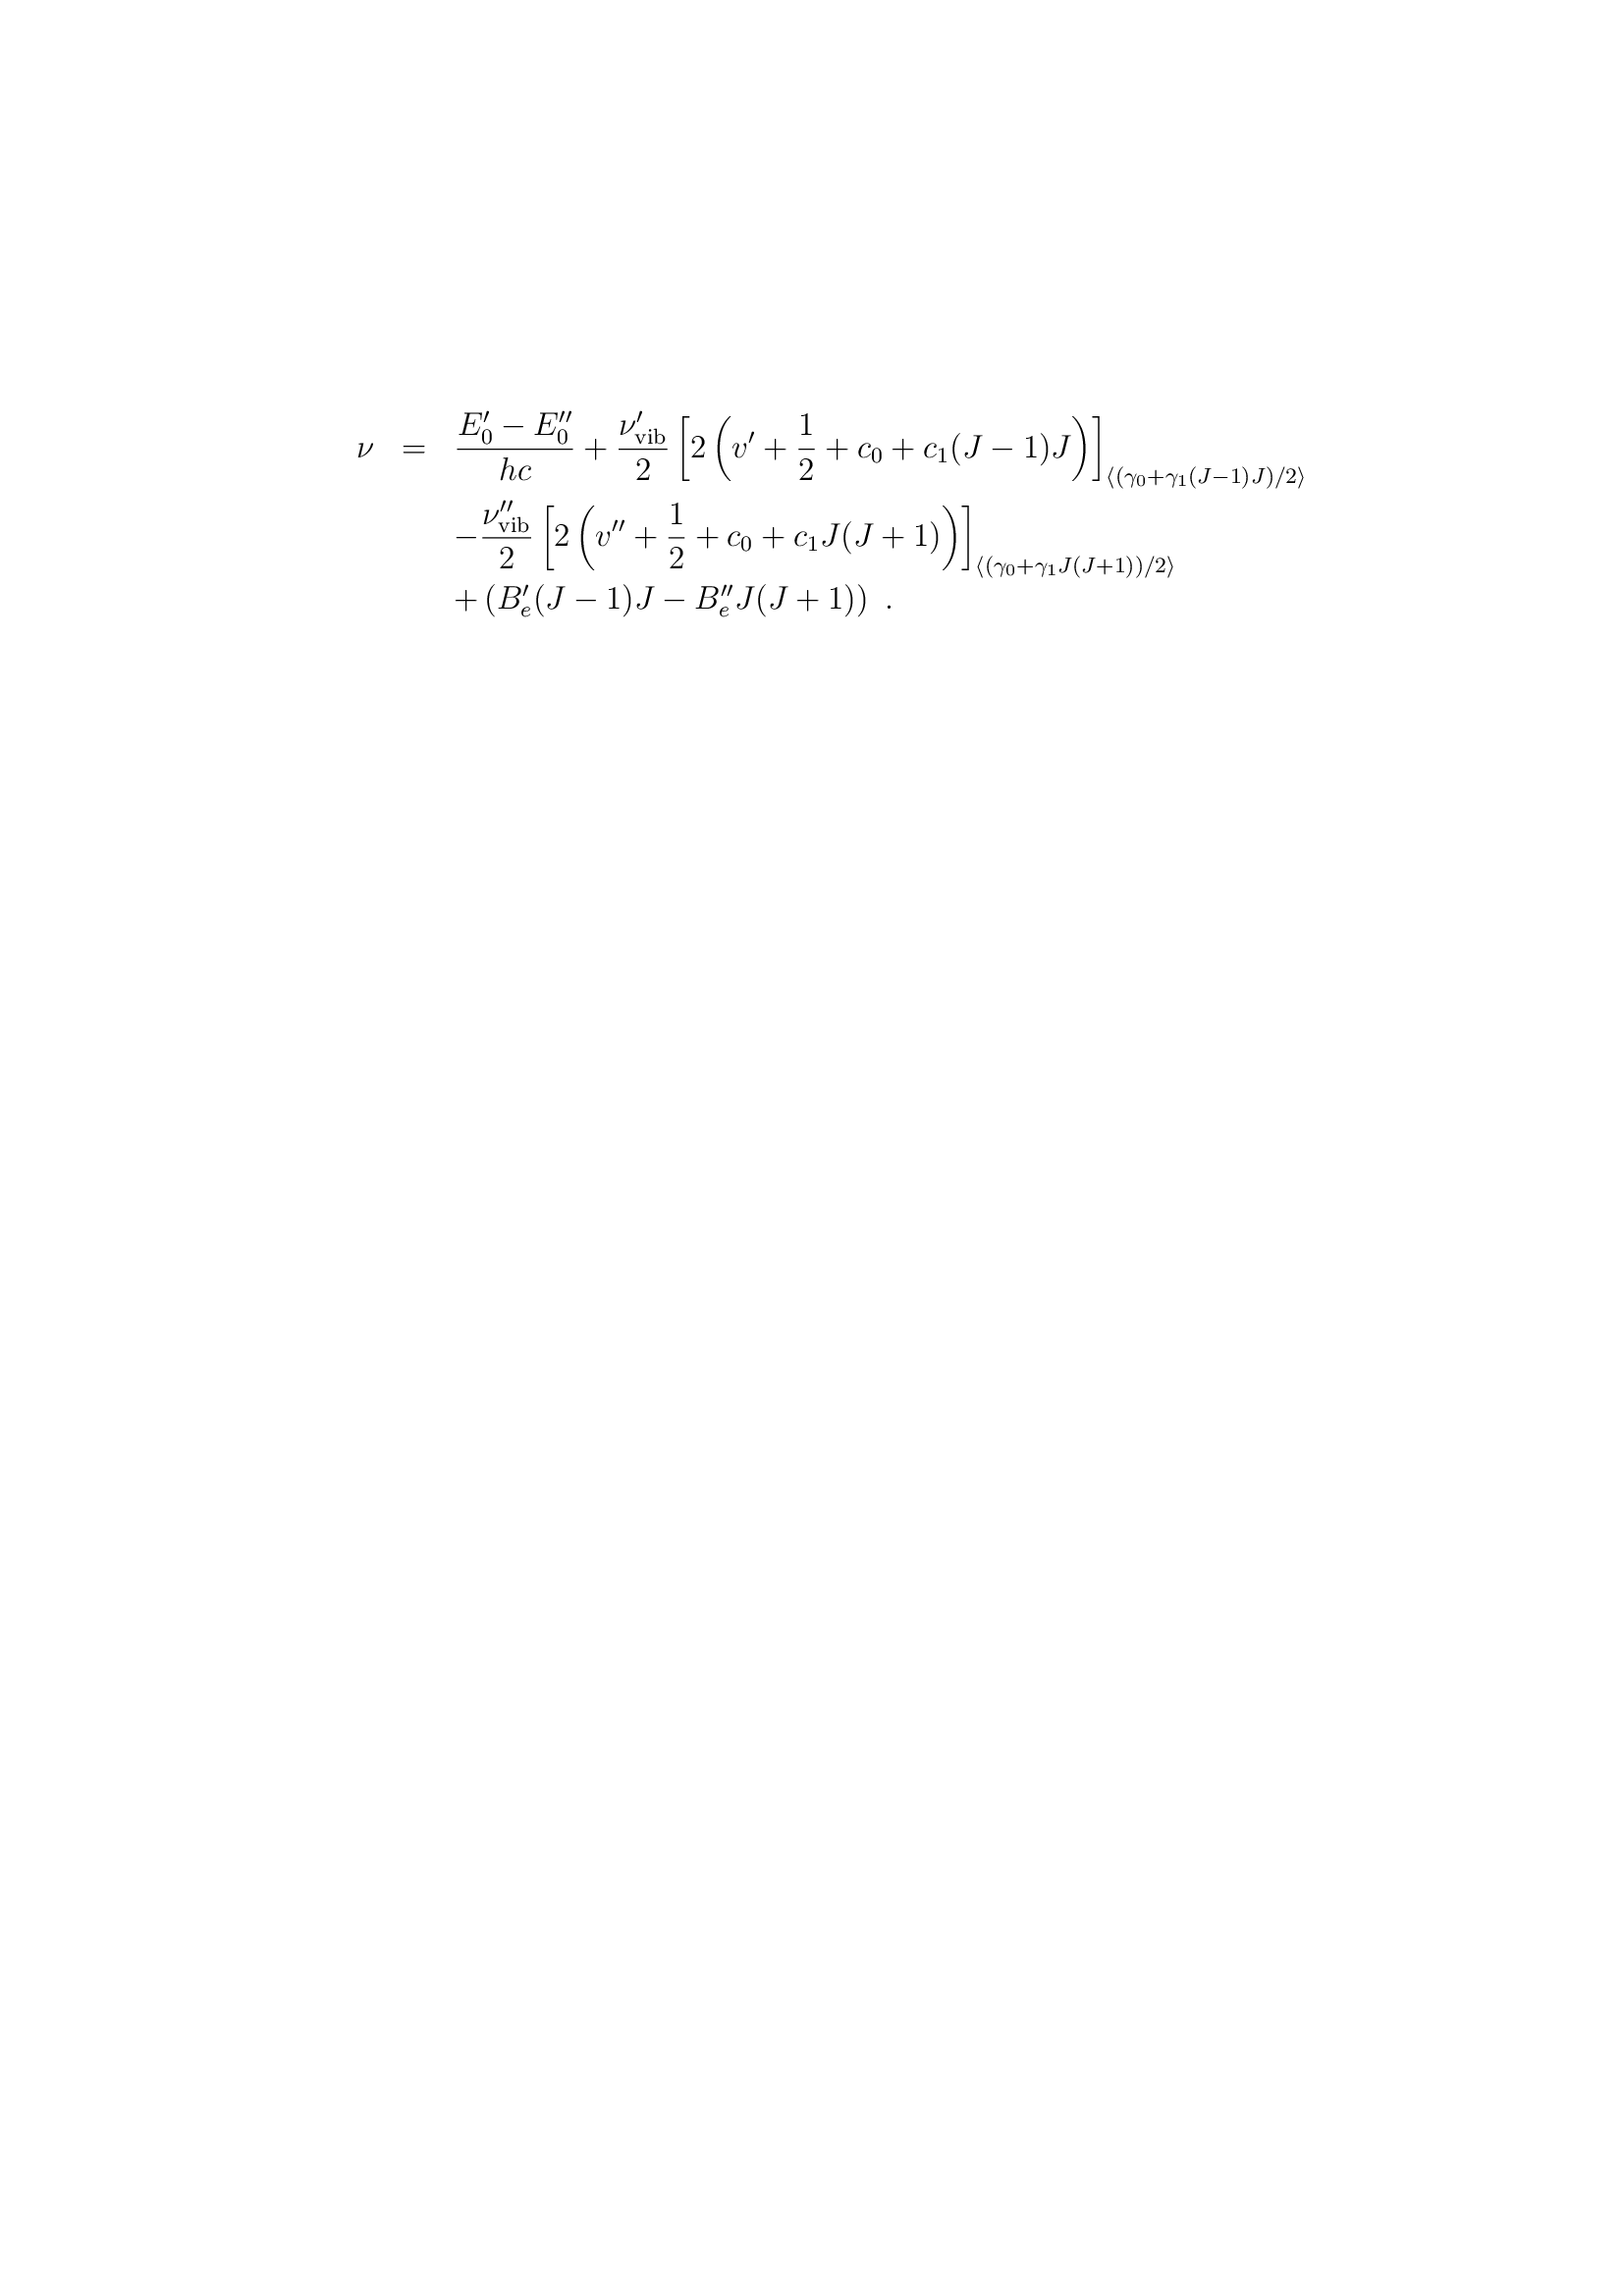 \nu = \frac{E_0' - E_0''}{hc} + \frac{\nu_{\text{vib}}'}{2} \left[ 2 \left( v' + \frac{1}{2} + c_0 + c_1 (J-1) J \right) \right]_{\langle (\gamma_0 + \gamma_1 (J-1) J)/2 \rangle}
- \frac{\nu_{\text{vib}}''}{2} \left[ 2 \left( v'' + \frac{1}{2} + c_0 + c_1 J (J+1) \right) \right]_{\langle (\gamma_0 + \gamma_1 J (J+1))/2 \rangle}
+ \left( B_e' (J-1) J - B_e'' J (J+1) \right) .